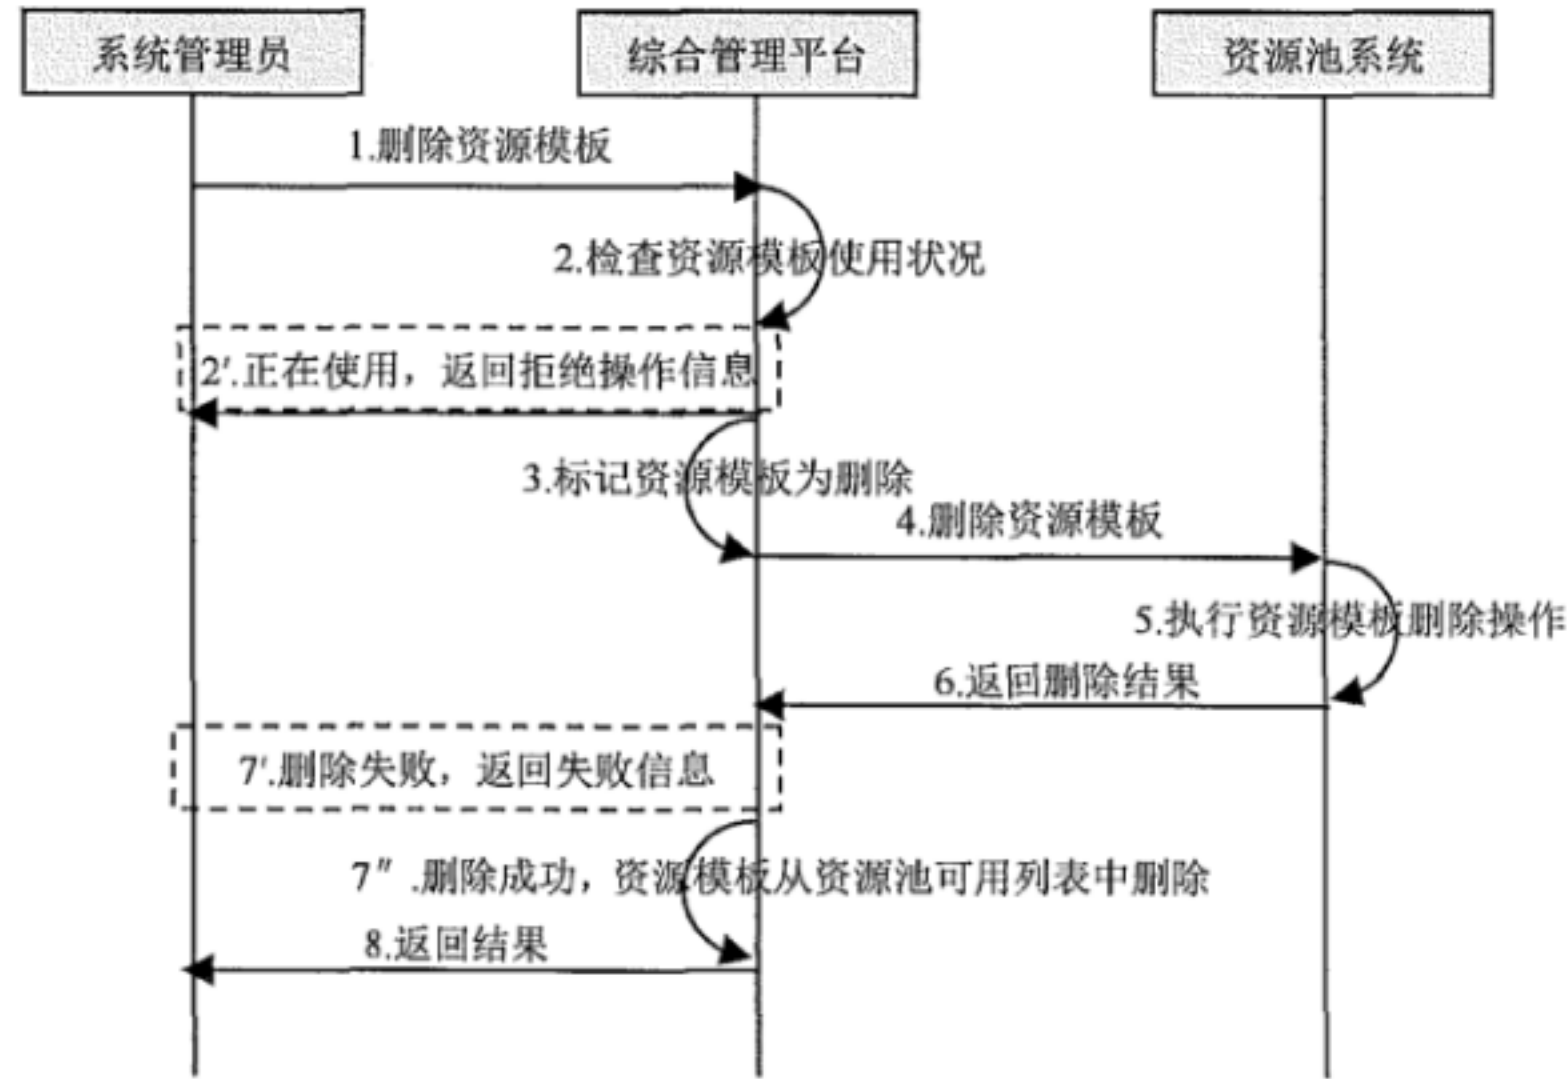 系统管理员
综合管理平台
资源池系统
1.删除资源模板
2.检查资源模板使用状况
2′.正在使用，返回拒绝操作信息
3.标记资源模板为删除
4.删除资源模板
5.执行资源模板删除操作
6.返回删除结果
7′.删除失败，返回失败信息
7″.删除成功，资源模板从资源池可用列表中删除
8.返回结果